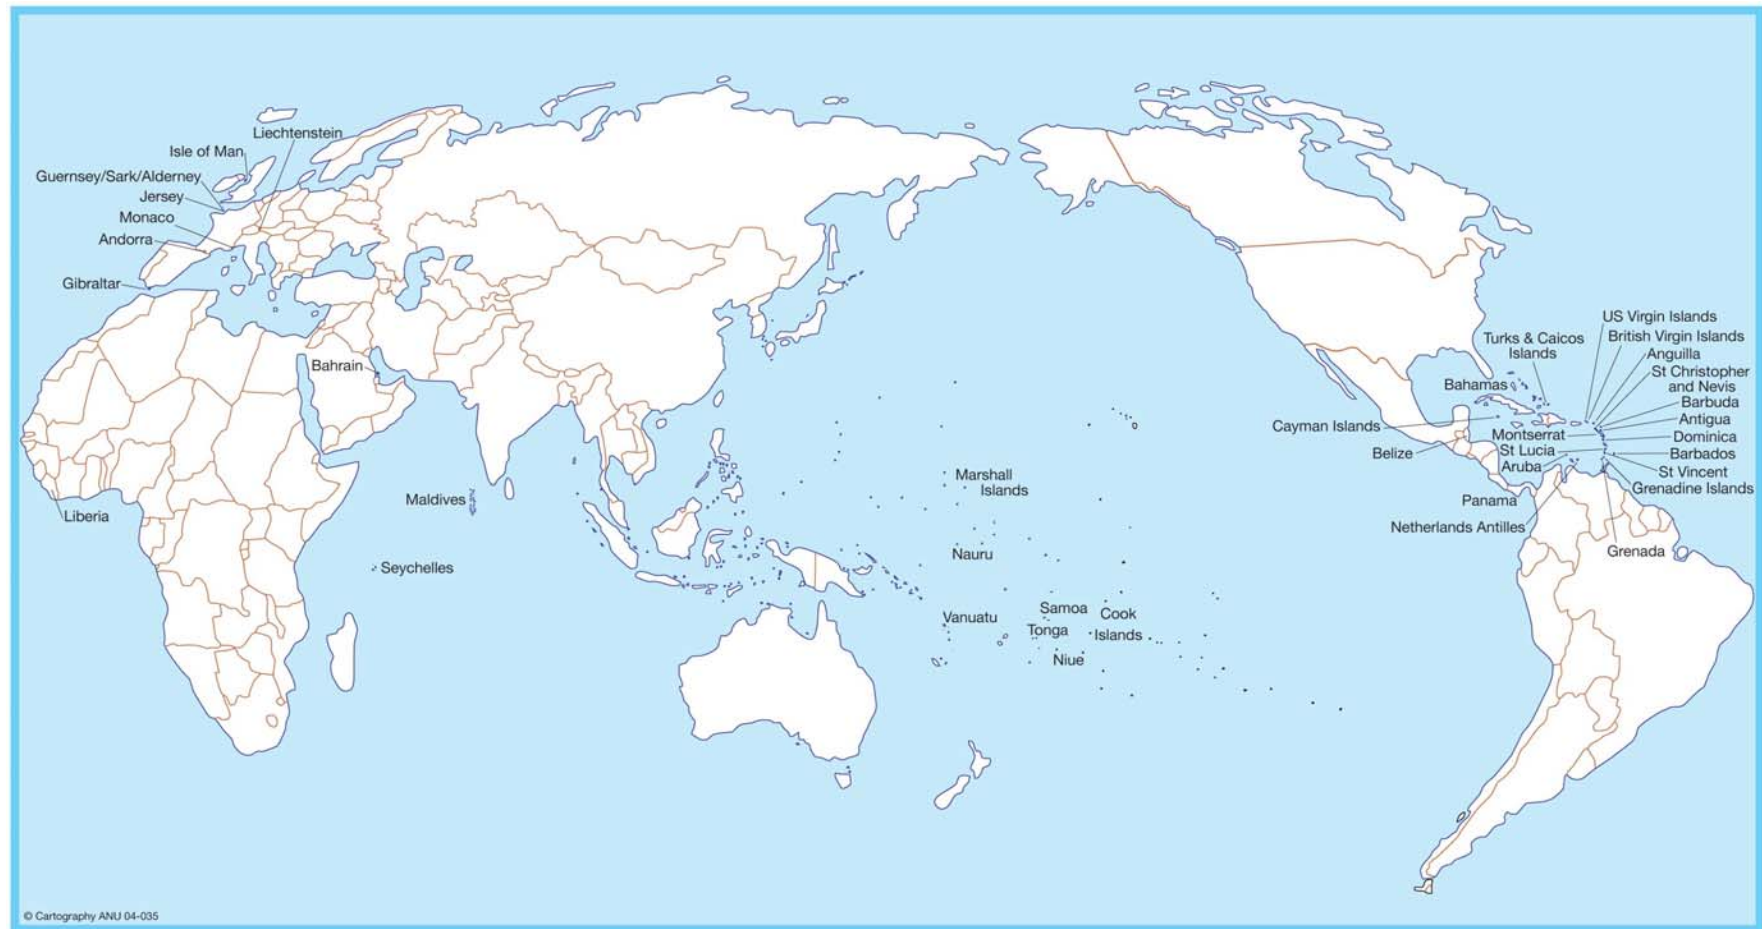 Liechtenstein
Isle of Man
Guernsey/Sark/Alderney
Jersey
Monaco
Andorra
Gibraltar
Bahrain
Liberia
Maldives
Seychelles
Marshall
Islands
Nauru
Vanuatu
Samoa
Tonga
Niue
Cook
Islands
US Virgin Islands
British Virgin Islands
Turks & Caicos
Islands
Anguilla
St Christopher
and Nevis
Bahamas
Barbuda
Antigua
Cayman Islands
Montserrat
Dominica
St Lucia
Barbados
Belize
Aruba
St Vincent
Grenadine Islands
Panama
Netherlands Antilles
Grenada
© Cartography ANU 04-035